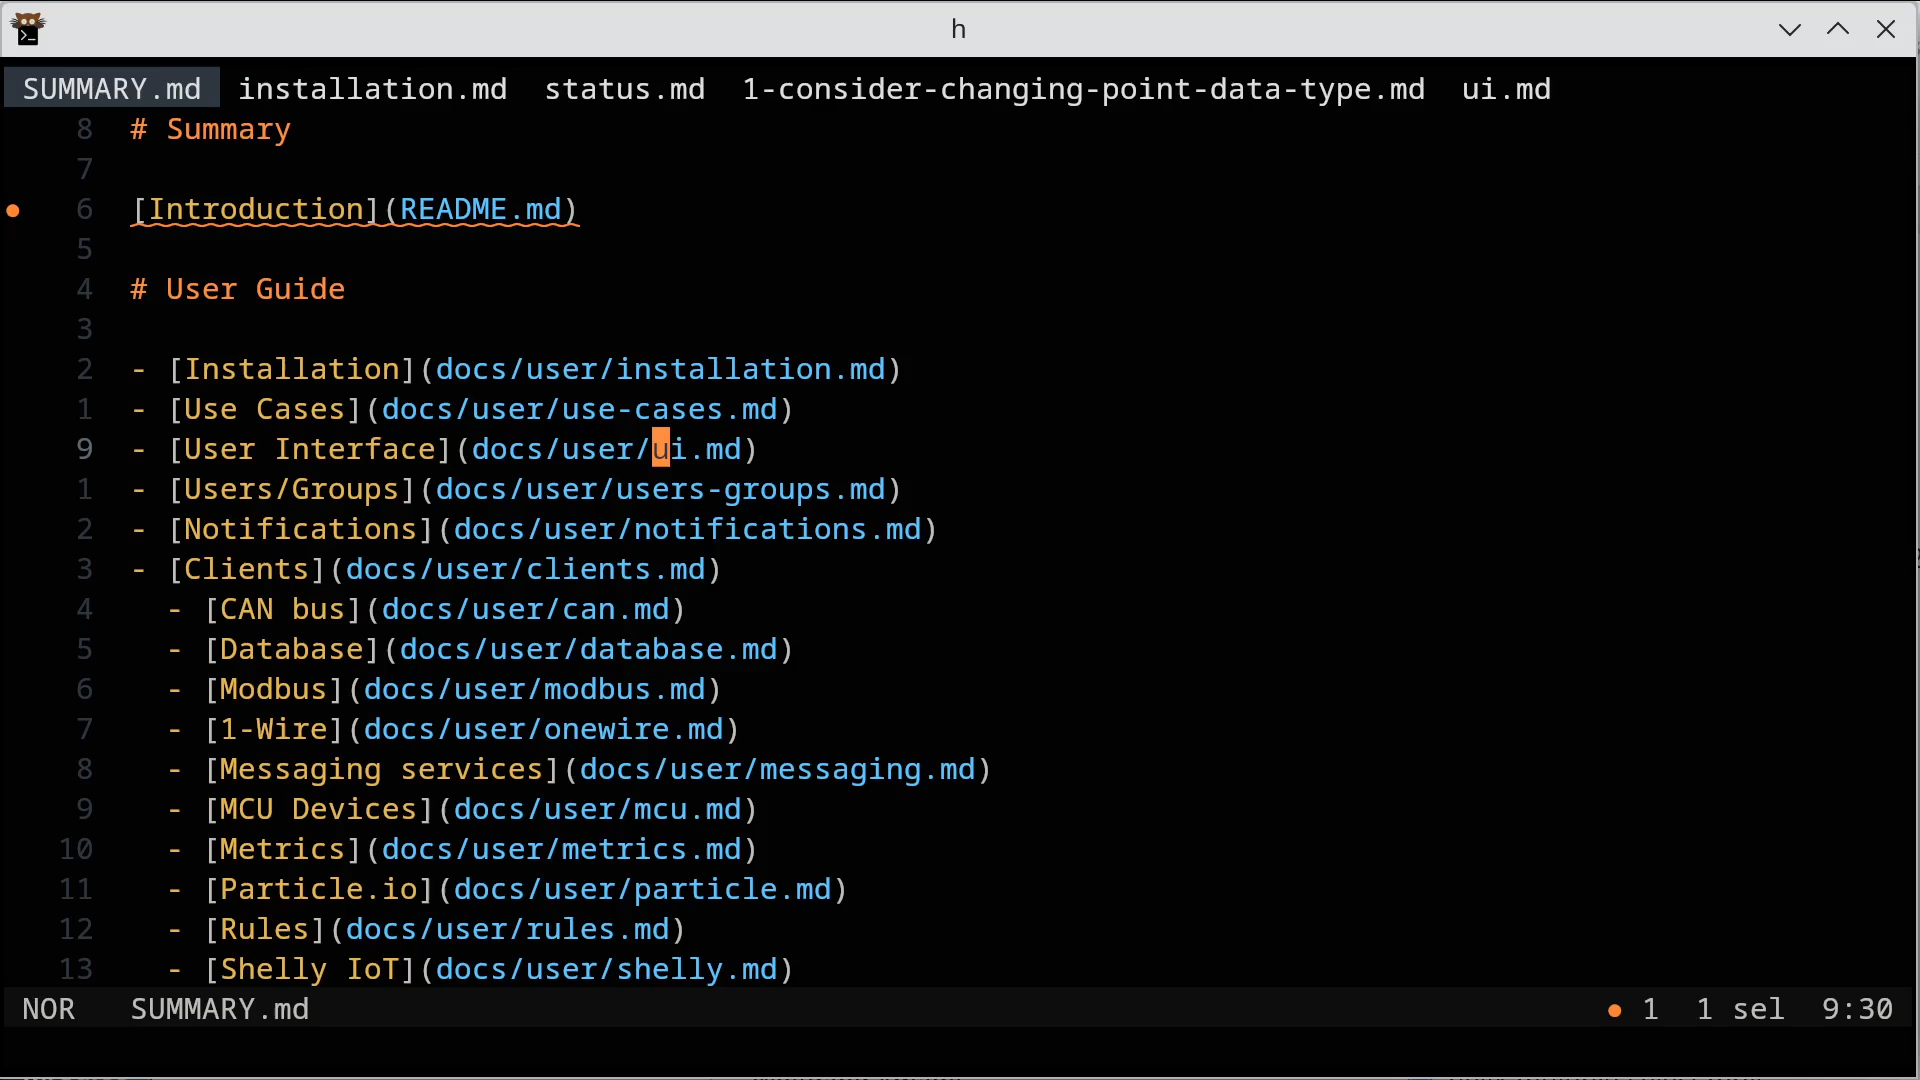 h
SUMMARY.md installation.md status.md 1-consider-changing-point-data-type.md ui.md
8 # Summary
7
6 [Introduction](README.md)
5
4 # User Guide
3
2 - [Installation](docs/user/installation.md)
1 - [Use Cases](docs/user/use-cases.md)
9 - [User Interface](docs/user/ui.md)
1 - [Users/Groups](docs/user/users-groups.md)
2 - [Notifications](docs/user/notifications.md)
3 - [Clients](docs/user/clients.md)
4 - [CAN bus](docs/user/can.md)
5 - [Database](docs/user/database.md)
6 - [Modbus](docs/user/modbus.md)
7 - [1-Wire](docs/user/onewire.md)
8 - [Messaging services](docs/user/messaging.md)
9 - [MCU Devices](docs/user/mcu.md)
10 - [Metrics](docs/user/metrics.md)
11 - [Particle.io](docs/user/particle.md)
12 - [Rules](docs/user/rules.md)
13 - [Shelly IoT](docs/user/shelly.md)
NOR SUMMARY.md ● 1 1 sel 9:30